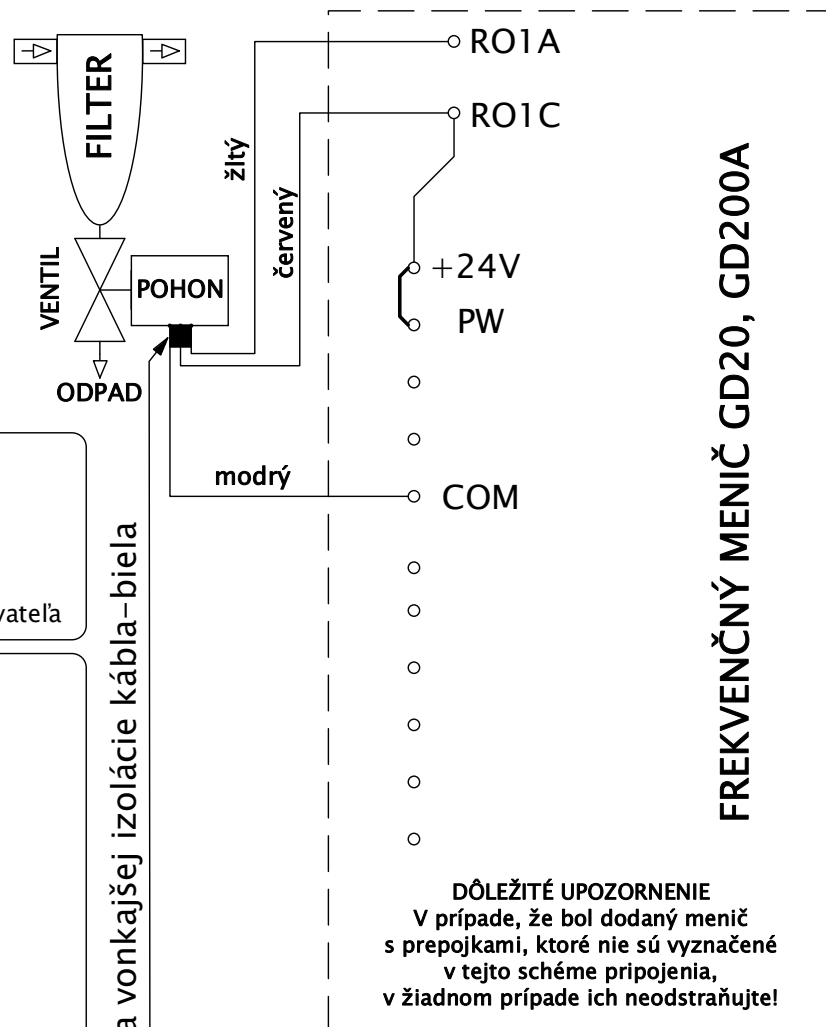 RO1A
RO1C
FILTER
žltý
červený
VENTIL
POHON
ODPAD
+24V
PW
modrý
COM
FREKVENČNÝ MENIČ GD20, GD200A
vonkajšej izolácie kábla-biela
DÔLEŽITÉ UPOZORNENIE
V prípade, že bol dodaný menič
s prepojkami, ktoré nie sú vyznačené
v tejto schéme pripojenia,
v žiadnom prípade ich neodstraňujte!